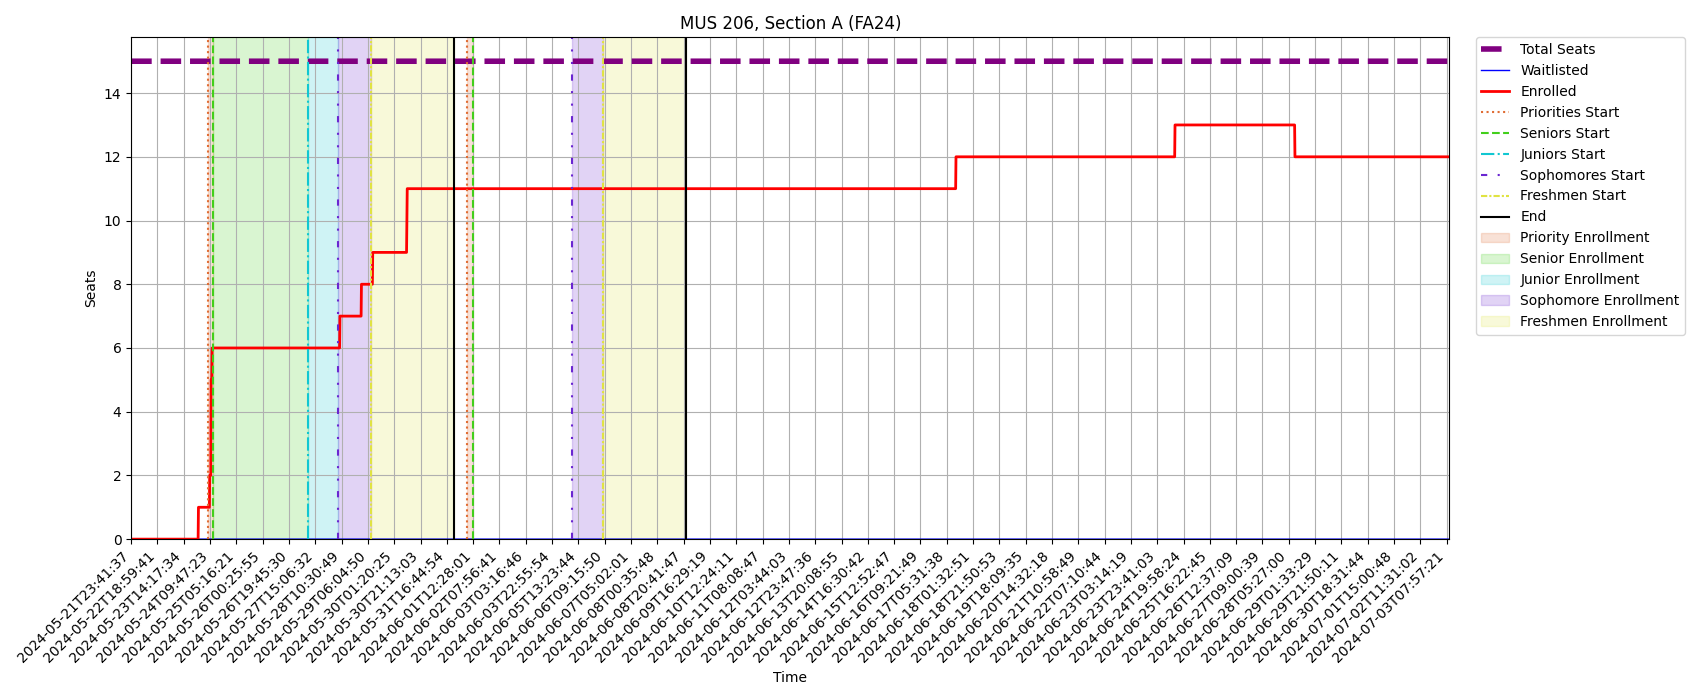 MUS 206, Section A (FA24)
Seats
14
12
10
8
6
4
2
0
2024-05-21T23:41:37
2024-05-22T18:59:41
2024-05-23T14:17:34
2024-05-24T09:47:23
2024-05-25T05:16:21
2024-05-26T00:25:55
2024-05-26T19:45:30
2024-05-27T15:06:32
2024-05-28T10:30:49
2024-05-29T06:04:50
2024-05-30T01:20:25
2024-05-30T21:13:03
2024-05-31T16:44:54
2024-06-01T12:28:01
2024-06-02T07:56:41
2024-06-03T03:16:46
2024-06-03T22:55:54
2024-06-05T13:23:44
2024-06-06T09:15:50
2024-06-07T05:02:01
2024-06-08T00:35:48
2024-06-08T20:41:47
2024-06-09T16:29:19
2024-06-10T12:24:11
2024-06-11T08:08:47
2024-06-12T03:44:03
2024-06-12T23:47:36
2024-06-13T20:08:55
2024-06-14T16:30:42
2024-06-15T12:52:47
2024-06-16T09:21:49
2024-06-17T05:31:38
2024-06-18T01:32:51
2024-06-18T21:50:53
2024-06-19T18:09:35
2024-06-20T14:32:18
2024-06-21T10:58:49
2024-06-22T07:10:44
2024-06-23T03:14:19
2024-06-23T23:41:03
2024-06-24T19:58:24
2024-06-25T16:22:45
2024-06-26T12:37:09
2024-06-27T09:00:39
2024-06-28T05:27:00
2024-06-29T01:33:29
2024-06-29T21:50:11
2024-06-30T18:31:44
2024-07-01T15:00:48
2024-07-02T11:31:02
2024-07-03T07:57:21
Time
Total Seats
Waitlisted
Enrolled
Priorities Start
Seniors Start
Juniors Start
Sophomores Start
Freshmen Start
End
Priority Enrollment
Senior Enrollment
Junior Enrollment
Sophomore Enrollment
Freshmen Enrollment